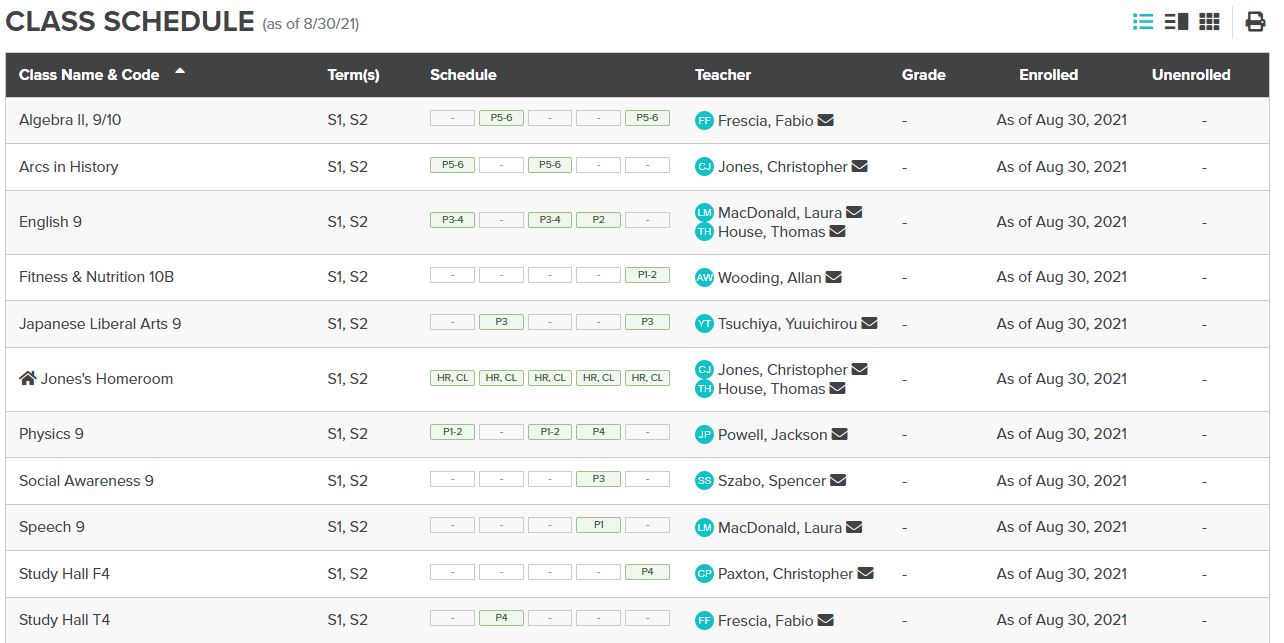 CLASS SCHEDULE (as of 8/30/21)
Class Name & Code Term(s) Schedule Teacher Grade Enrolled Unenrolled
Algebra II, 9/10 S1, S2 - P5-6 - - P5-6 FF Frescia, Fabio - As of Aug 30, 2021 -
Arcs in History S1, S2 P5-6 - P5-6 - - CJ Jones, Christopher - As of Aug 30, 2021 -
English 9 S1, S2 P3-4 - P3-4 P2 - LM MacDonald, Laura - As of Aug 30, 2021 -
TH House, Thomas
Fitness & Nutrition 10B S1, S2 - - - - P1-2 AW Wooding, Allan - As of Aug 30, 2021 -
Japanese Liberal Arts 9 S1, S2 - P3 - - P3 YT Tsuchiya, Yuuichirou - As of Aug 30, 2021 -
Jones's Homeroom S1, S2 HR, CL HR, CL HR, CL HR, CL HR, CL CJ Jones, Christopher - As of Aug 30, 2021 -
TH House, Thomas
Physics 9 S1, S2 P1-2 - P1-2 P4 - JP Powell, Jackson - As of Aug 30, 2021 -
Social Awareness 9 S1, S2 - - - P3 - SS Szabo, Spencer - As of Aug 30, 2021 -
Speech 9 S1, S2 - - - P1 - LM MacDonald, Laura - As of Aug 30, 2021 -
Study Hall F4 S1, S2 - - - - P4 CP Paxton, Christopher - As of Aug 30, 2021 -
Study Hall T4 S1, S2 - P4 - - - FF Frescia, Fabio - As of Aug 30, 2021 -